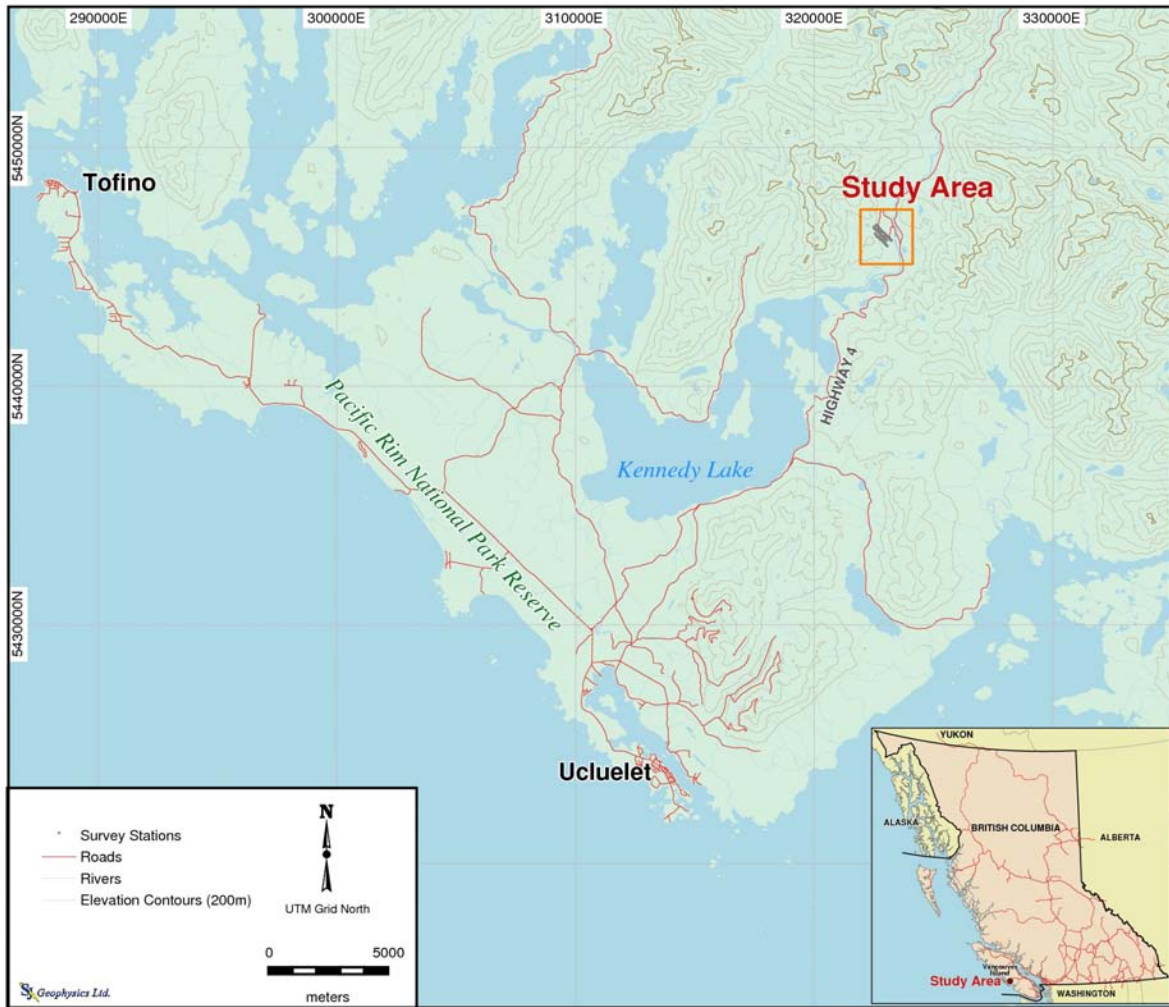 290000E
300000E
310000E
320000E
330000E
5450000N
5440000N
5430000N
Tofino
Study Area
HIGHWAY 4
Pacific Rim National Park Reserve
Kennedy Lake
Ucluelet
Survey Stations
Roads
Rivers
Elevation Contours (200m)
N
UTM Grid North
0 5000
meters
SJ Geophysics Ltd.
YUKON
ALASKA
BRITISH COLUMBIA
ALBERTA
Vancouver
Island
Study Area
WASHINGTON